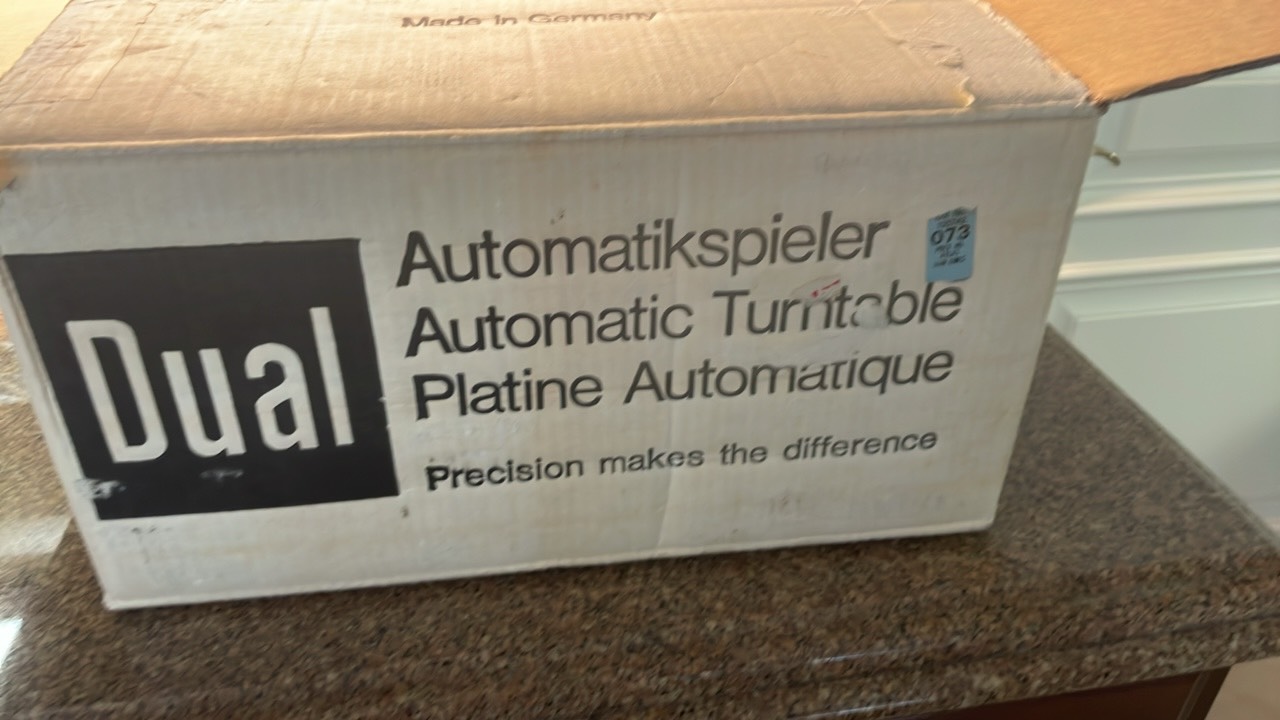 Made in Germany
Dual
Automatikspieler
Automatic Turntable
Platine Automatique
Precision makes the difference
073